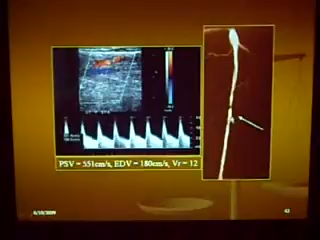 PSV = 551cm/s, EDV = 180cm/s, Vr = 12
6/10/2009
42